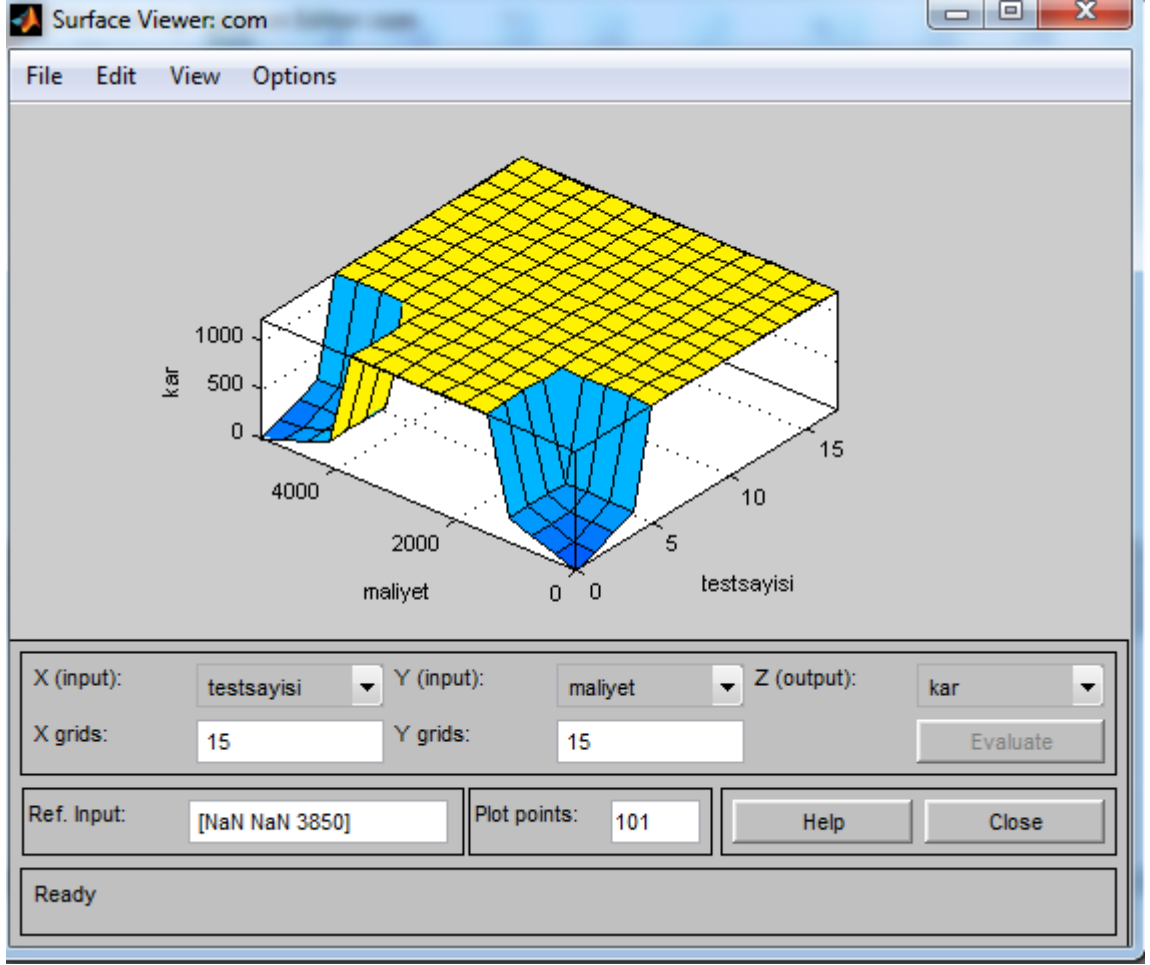 Surface Viewer: com
File Edit View Options
1000
500
0
kar
4000
2000
0
maliyet
0
5
10
15
testsayisi
X (input): testsayisi Y (input): maliyet Z (output): kar
X grids: 15 Y grids: 15 Evaluate
Ref. Input: [NaN NaN 3850] Plot points: 101 Help Close
Ready